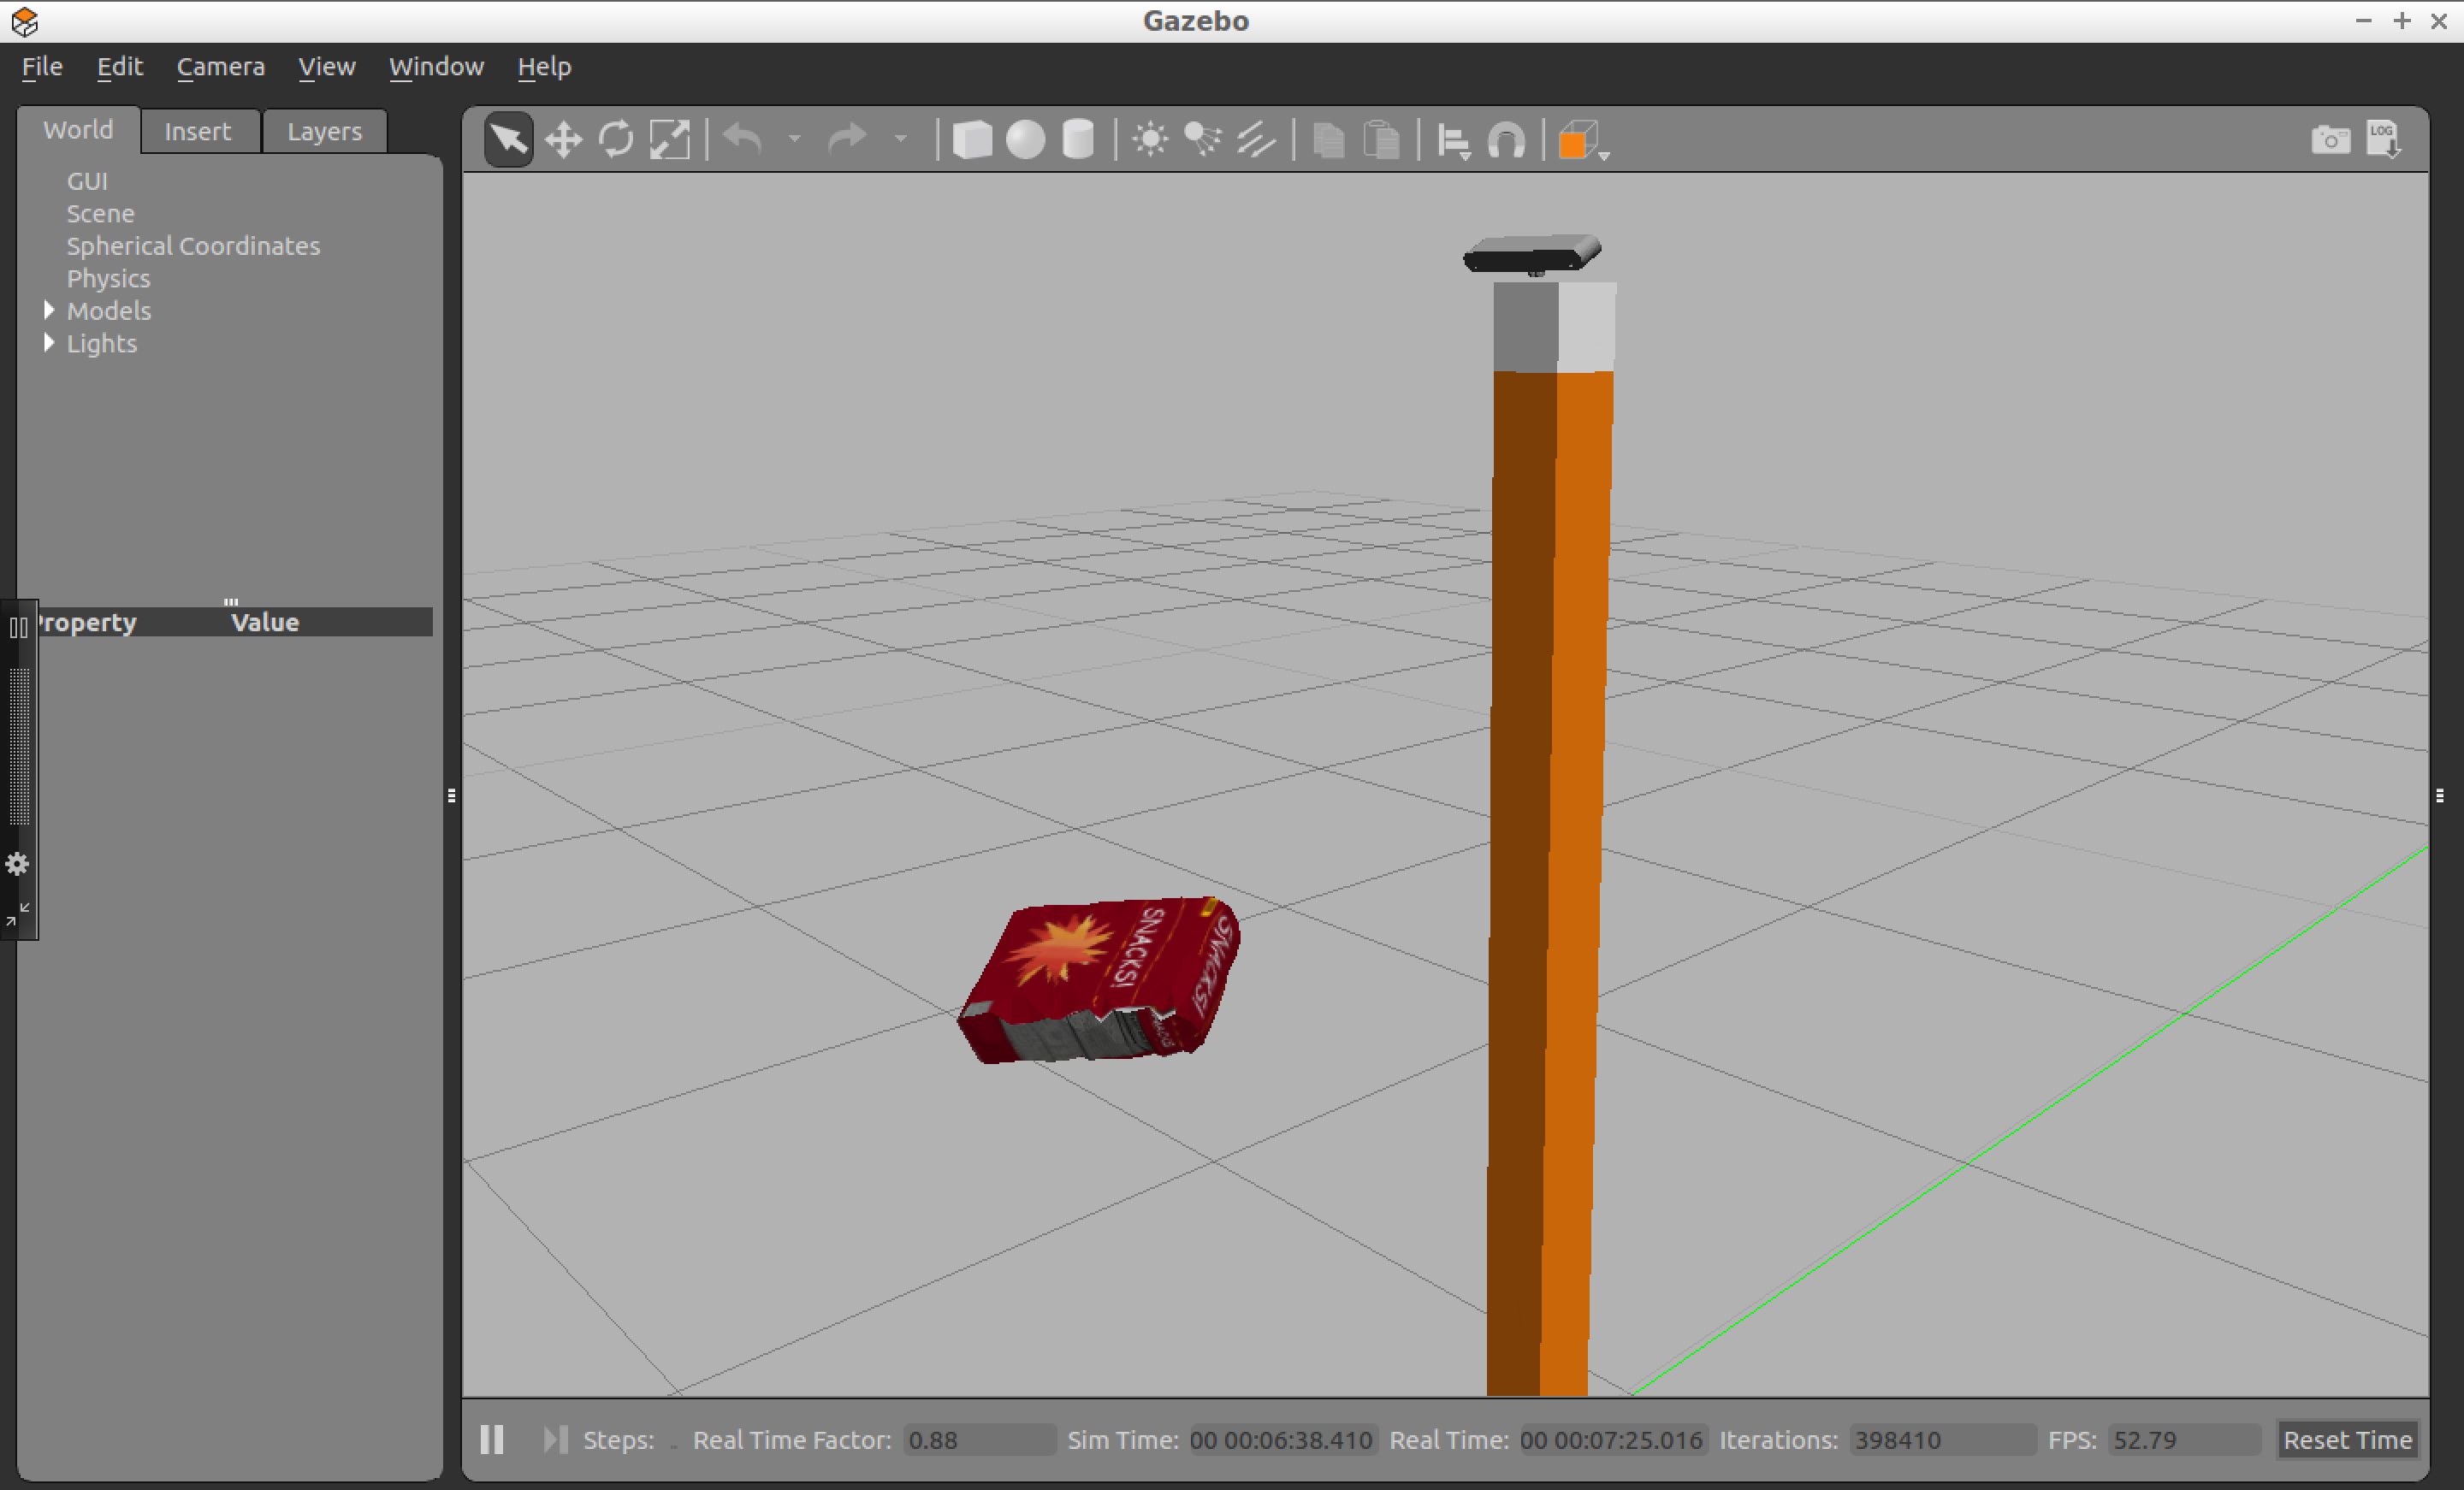 Gazebo
File Edit Camera View Window Help
World Insert Layers
GUI
Scene
Spherical Coordinates
Physics
Models
Lights
Property Value
LOG
SNACKS!
SNACKS!
Steps: Real Time Factor: 0.88 Sim Time: 00 00:06:38.410 Real Time: 00 00:07:25.016 Iterations: 398410 FPS: 52.79 Reset Time